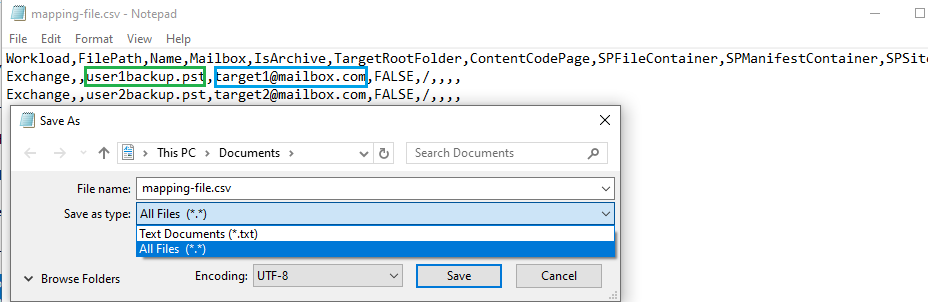 mapping-file.csv - Notepad
File Edit Format View Help
Workload,FilePath,Name,Mailbox,IsArchive,TargetRootFolder,ContentCodePage,SPFileContainer,SPManifestContainer,SPSite
Exchange,,user1backup.pst,target1@mailbox.com,FALSE,/,,,,
Exchange,,user2backup.pst,target2@mailbox.com,FALSE,/,,,,
Save As
This PC > Documents >
Search Documents
File name: mapping-file.csv
Save as type: All Files (*.*)
Text Documents (*.txt)
All Files (*.*)
Browse Folders
Encoding: UTF-8
Save
Cancel